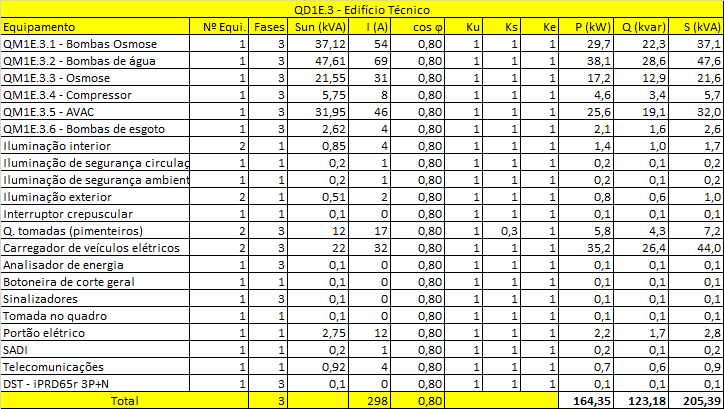 QD1E.3 - Edifício Técnico
Equipamento Nº Equi. Fases Sun (kVA) I (A) cos φ Ku Ks Ke P (kW) Q (kvar) S (kVA)
QM1E.3.1 - Bombas Osmose 1 3 37,12 54 0,80 1 1 1 29,7 22,3 37,1
QM1E.3.2 - Bombas de água 1 3 47,61 69 0,80 1 1 1 38,1 28,6 47,6
QM1E.3.3 - Osmose 1 3 21,55 31 0,80 1 1 1 17,2 12,9 21,6
QM1E.3.4 - Compressor 1 3 5,75 8 0,80 1 1 1 4,6 3,4 5,7
QM1E.3.5 - AVAC 1 3 31,95 46 0,80 1 1 1 25,6 19,1 32,0
QM1E.3.6 - Bombas de esgoto 1 3 2,62 4 0,80 1 1 1 2,1 1,6 2,6
Iluminação interior 2 1 0,85 4 0,80 1 1 1 1,4 1,0 1,7
Iluminação de segurança circulaç 1 1 0,2 1 0,80 1 1 1 0,2 0,1 0,2
Iluminação de segurança ambient 1 1 0,2 1 0,80 1 1 1 0,2 0,1 0,2
Iluminação exterior 2 1 0,51 2 0,80 1 1 1 0,8 0,6 1,0
Interruptor crepuscular 1 1 0,1 0 0,80 1 1 1 0,1 0,1 0,1
Q. tomadas (pimenteiros) 2 3 12 17 0,80 1 0,3 1 5,8 4,3 7,2
Carregador de veículos elétricos 2 3 22 32 0,80 1 1 1 35,2 26,4 44,0
Analisador de energia 1 3 0,1 0 0,80 1 1 1 0,1 0,1 0,1
Botoneira de corte geral 1 1 0,1 0 0,80 1 1 1 0,1 0,1 0,1
Sinalizadores 1 3 0,1 0 0,80 1 1 1 0,1 0,1 0,1
Tomada no quadro 1 1 0,1 0 0,80 1 1 1 0,1 0,1 0,1
Portão elétrico 1 1 2,75 12 0,80 1 1 1 2,2 1,7 2,8
SADI 1 1 0,2 1 0,80 1 1 1 0,2 0,1 0,2
Telecomunicações 1 1 0,92 4 0,80 1 1 1 0,7 0,6 0,9
DST - iPRD65r 3P+N 1 3 0,1 0 0,80 1 1 1 0,1 0,1 0,1
Total 3 298 0,80 164,35 123,18 205,39